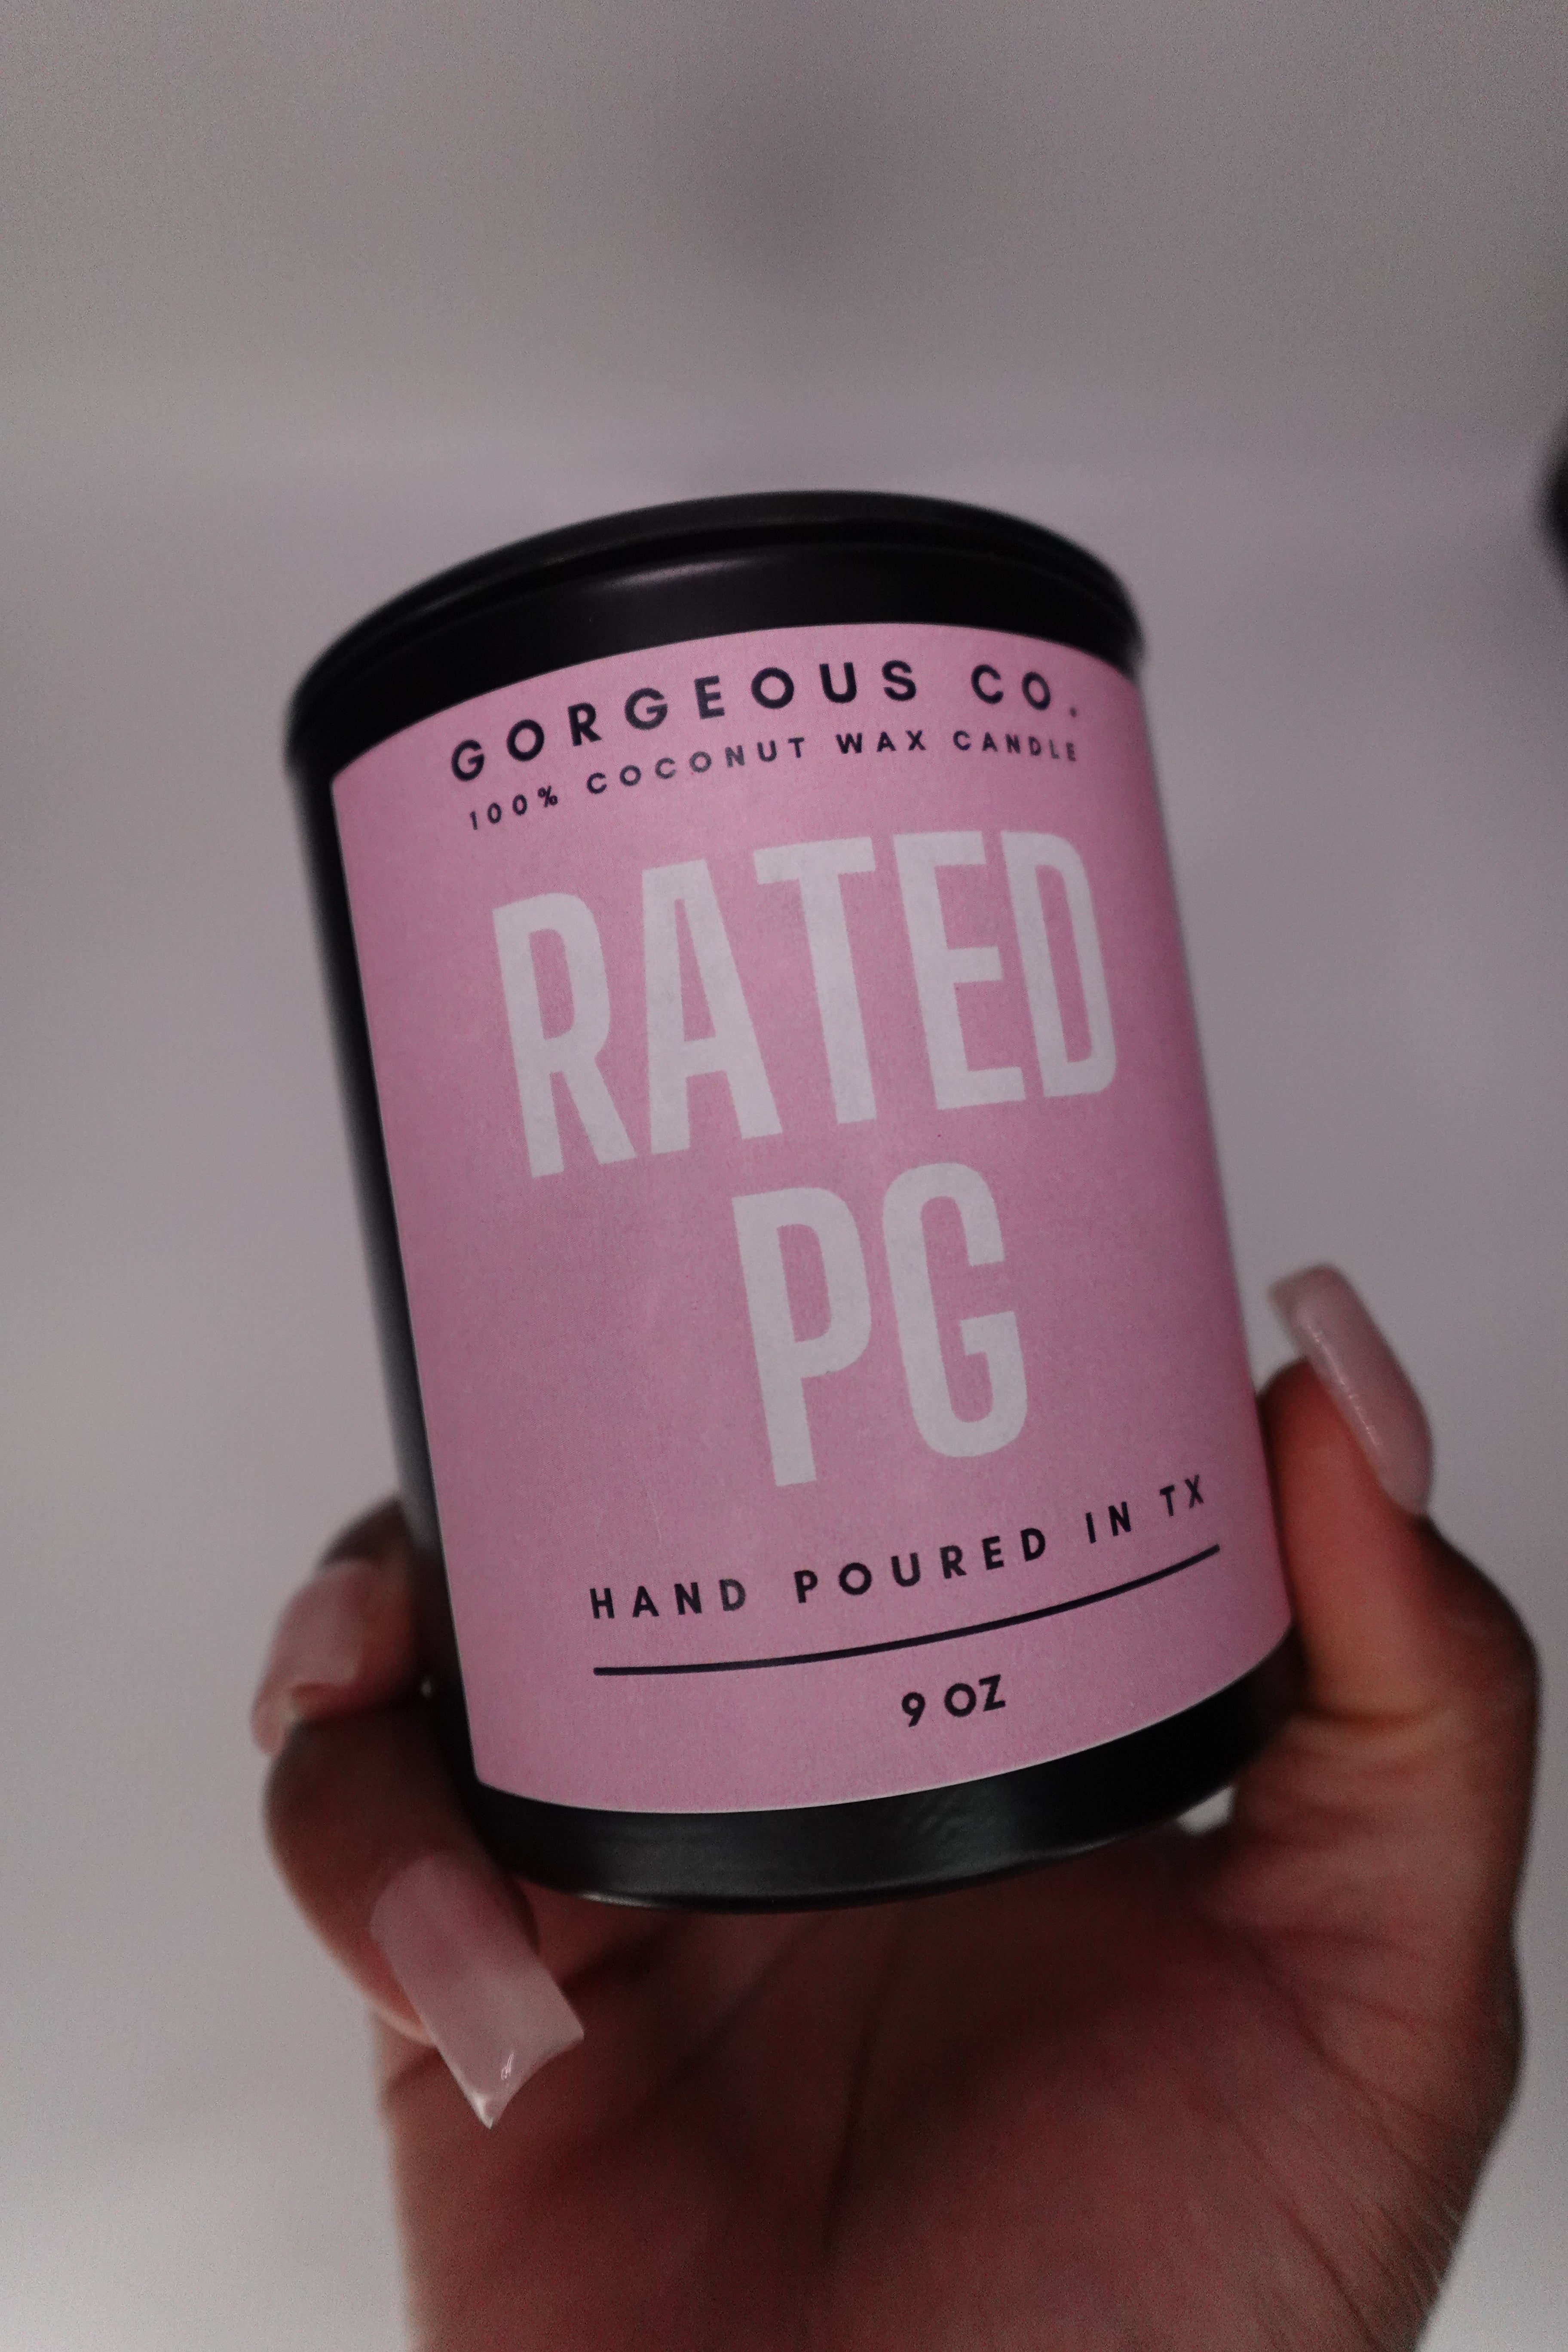 GORGEOUS CO.
100% COCONUT WAX CANDLE
RATED
PG
HAND POURED IN TX
9 OZ